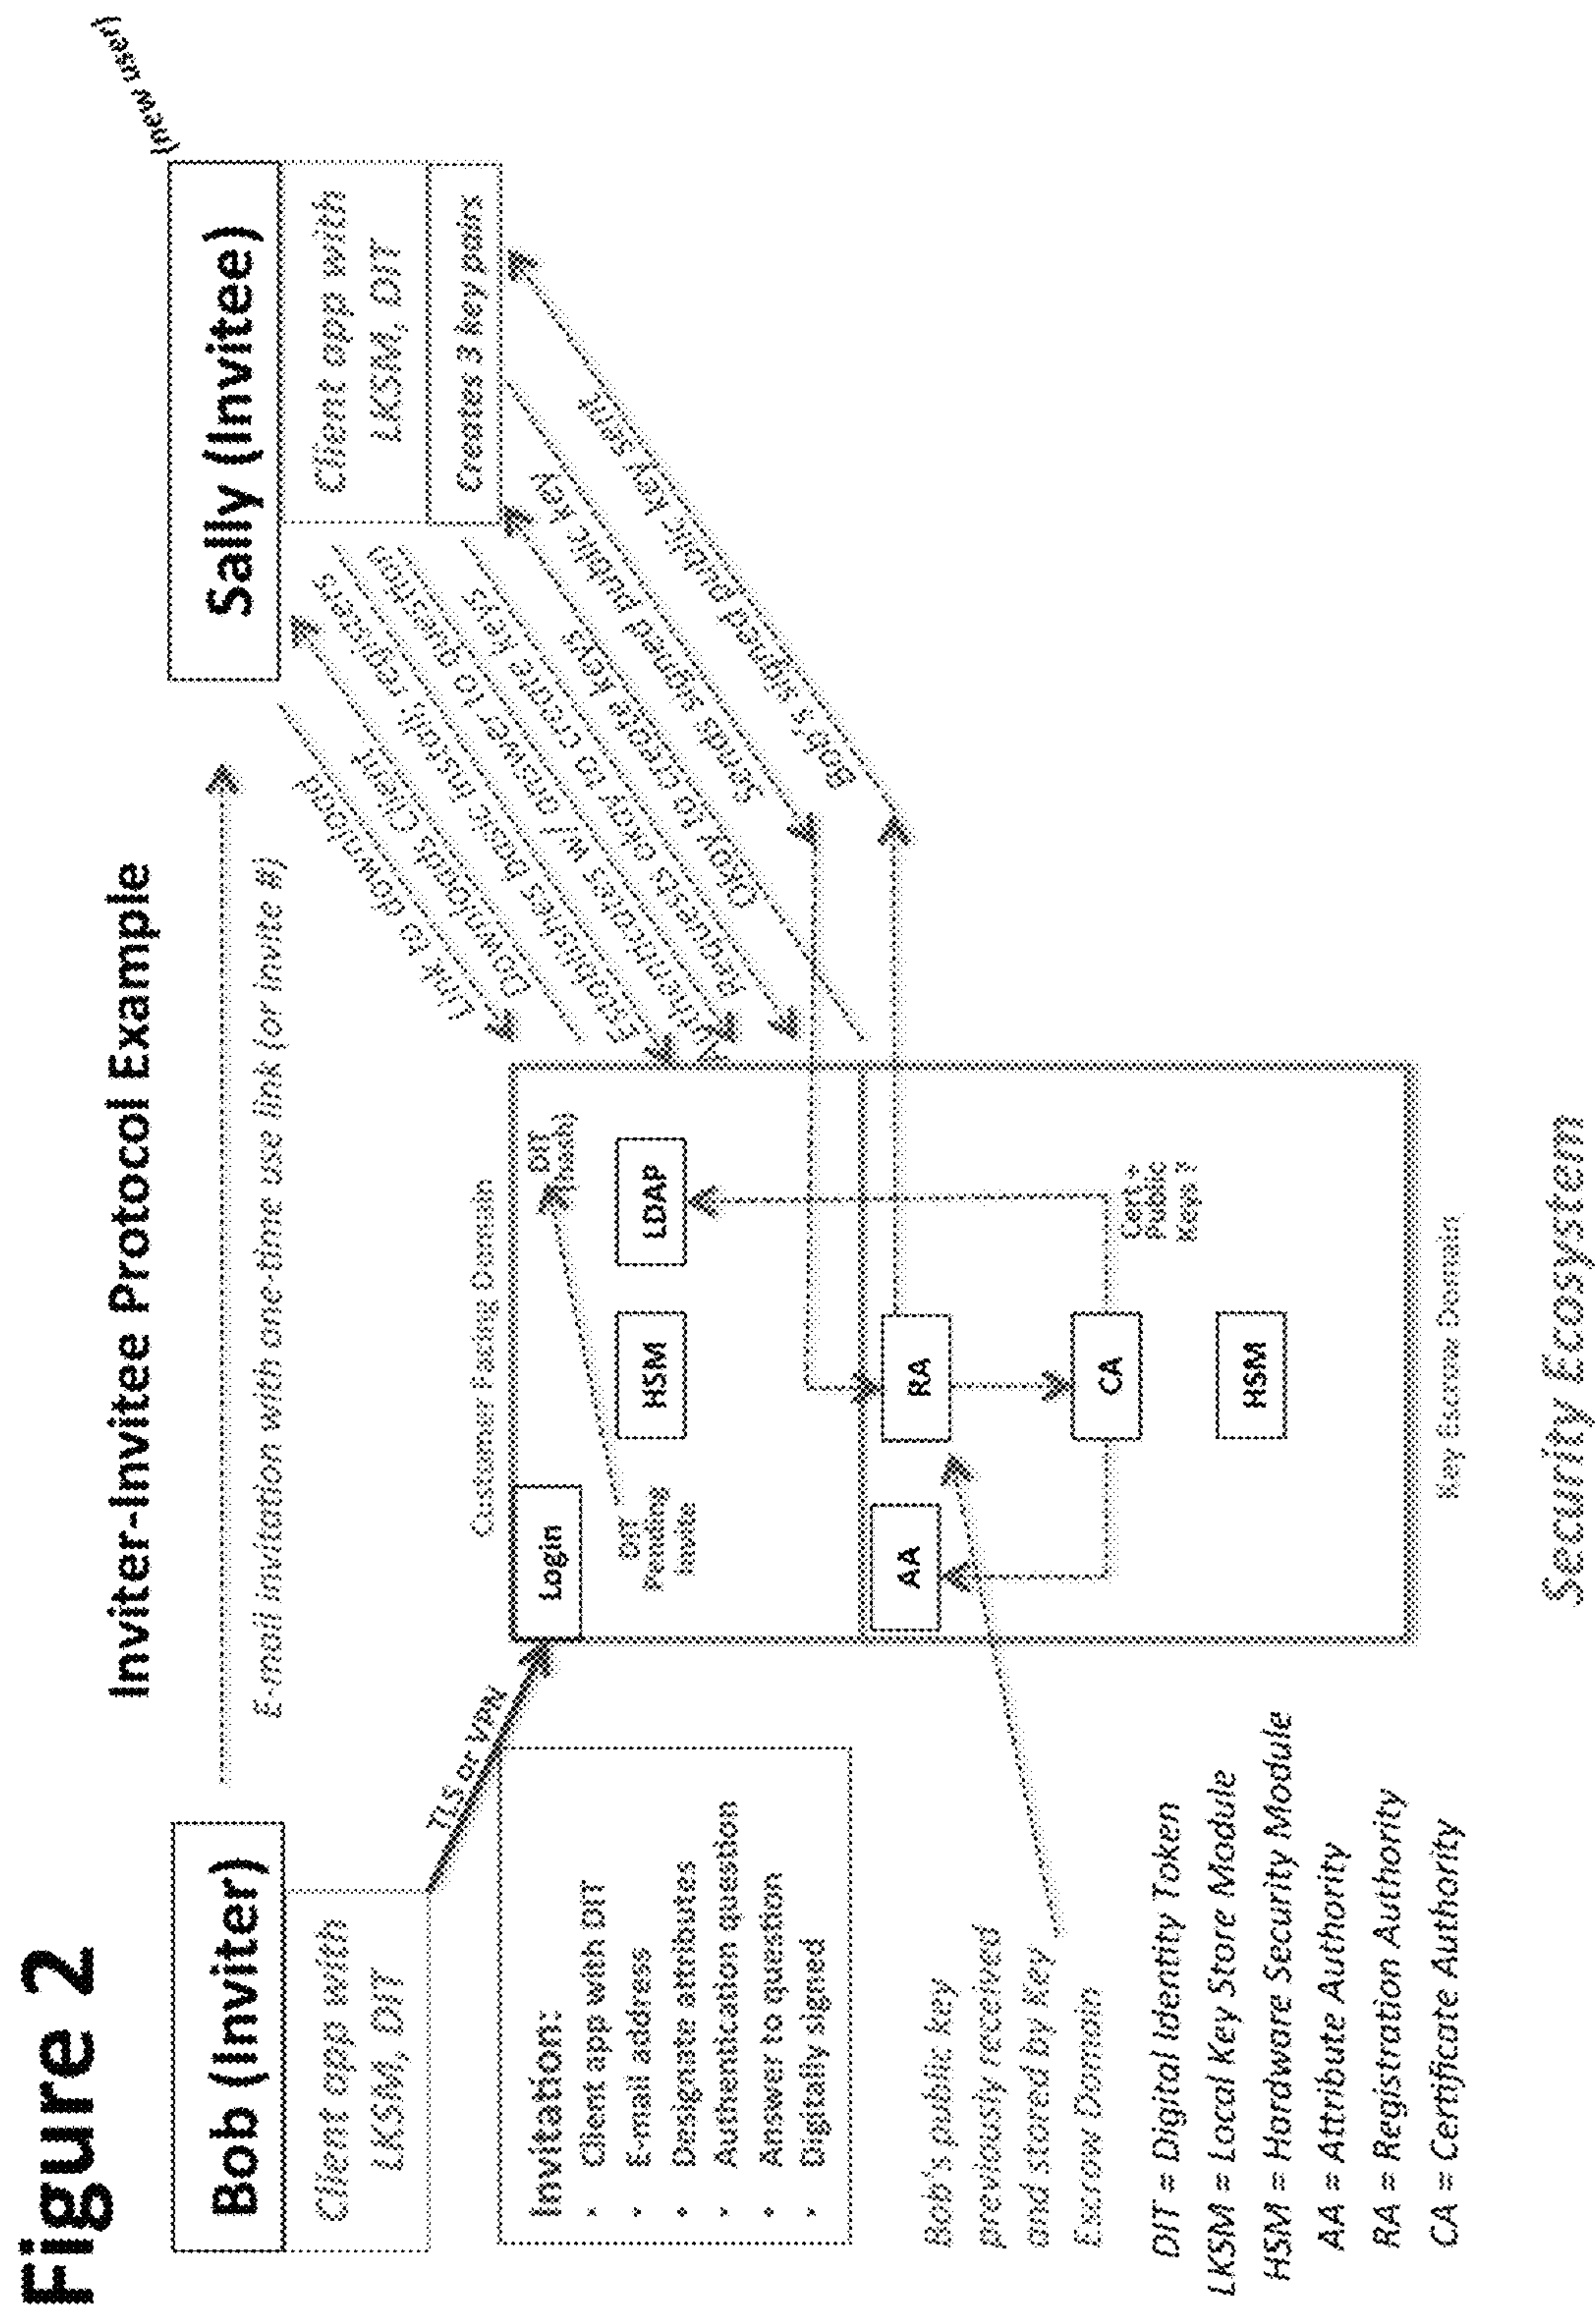 Figure 2
Inviter-Invitee Protocol Example
Bob (Inviter)
Client app with
LKSM, DIT
E-mail invitation with one-time use link (or invite #)
Sally (Invitee)
(new user)
Client app with
LKSM, DIT
Creates 3 key pairs
TLS or VPN
Invitation:
• Client app with DIT
• E-mail address
• Designate attributes
• Authentication question
• Answer to question
• Digitally signed
Link to download
Downloads Client
Establishes basic install; registers
w/ answer to question
Requests okay to create keys
Okay to create keys
Sends signed public key
Bob's signed public key sent
Customer Facing Domain
Login
DIT
Pending
Invite
DIT
HSM
LDAP
AA
RA
CA
HSM
Cert. +
Public
Keys ?
Key Escrow Domain
Bob's public key
previously received
and stored by Key
Escrow Domain
DIT = Digital Identity Token
LKSM = Local Key Store Module
HSM = Hardware Security Module
AA = Attribute Authority
RA = Registration Authority
CA = Certificate Authority
Security Ecosystem